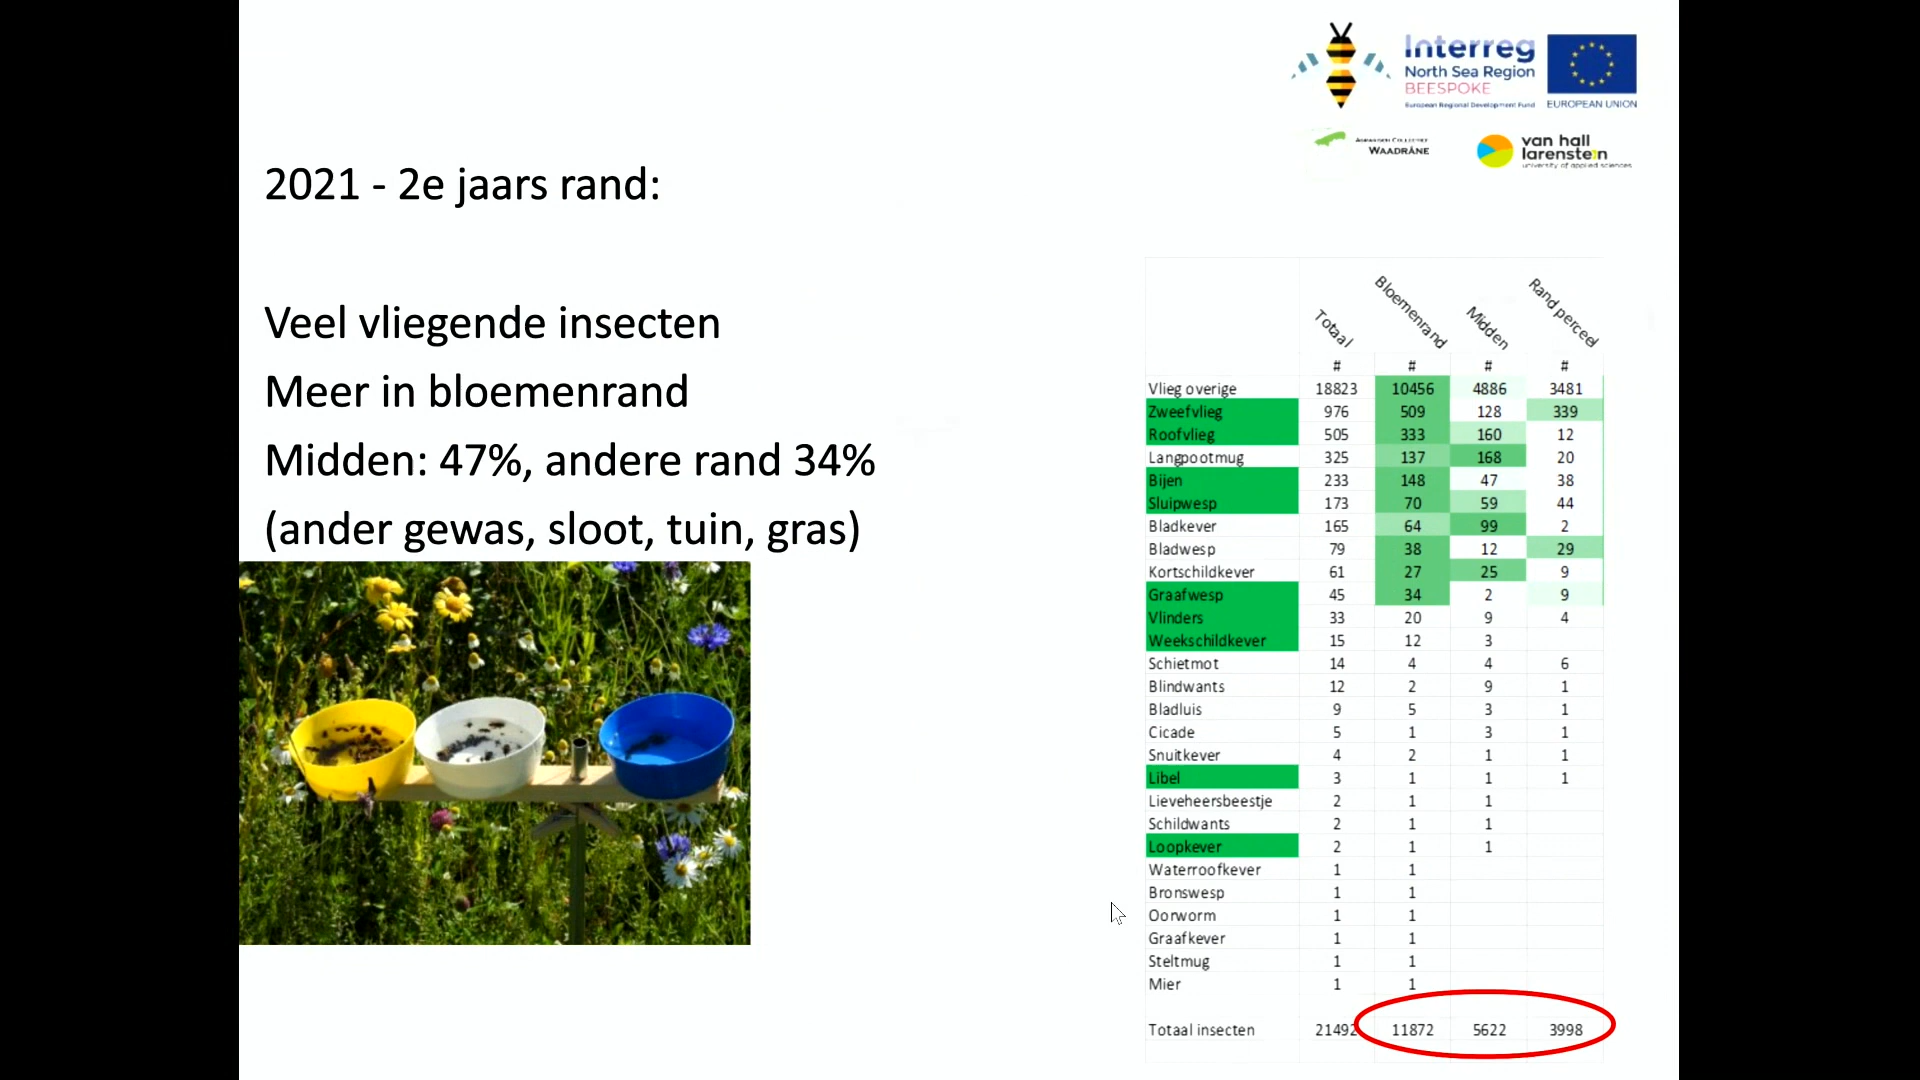 Interreg
North Sea Region
BEESPOKE
European Regional Development Fund
EUROPEAN UNION
WAADRÂNE
van hall
larenstein
university of applied sciences
2021 - 2e jaars rand:
Veel vliegende insecten
Meer in bloemenrand
Midden: 47%, andere rand 34%
(ander gewas, sloot, tuin, gras)
Totaal Bloemenrand Midden Rand perceel
# # # #
Vlieg overige 18823 10456 4886 3481
Zweefvlieg 976 509 128 339
Roofvlieg 505 333 160 12
Langpootmug 325 137 168 20
Bijen 233 148 47 38
Sluipwesp 173 70 59 44
Bladkever 165 64 99 2
Bladwesp 79 38 12 29
Kortschildkever 61 27 25 9
Graafwesp 45 34 2 9
Vlinders 33 20 9 4
Weekschildkever 15 12 3
Schietmot 14 4 4 6
Blindwants 12 2 9 1
Bladluis 9 5 3 1
Cicade 5 1 3 1
Snuitkever 4 2 1 1
Libel 3 1 1 1
Lieveheersbeestje 2 1 1
Schildwants 2 1 1
Loopkever 2 1 1
Waterroofkever 1 1
Bronswesp 1 1
Oorworm 1 1
Graafkever 1 1
Steltmug 1 1
Mier 1 1
Totaal insecten 21492 11872 5622 3998